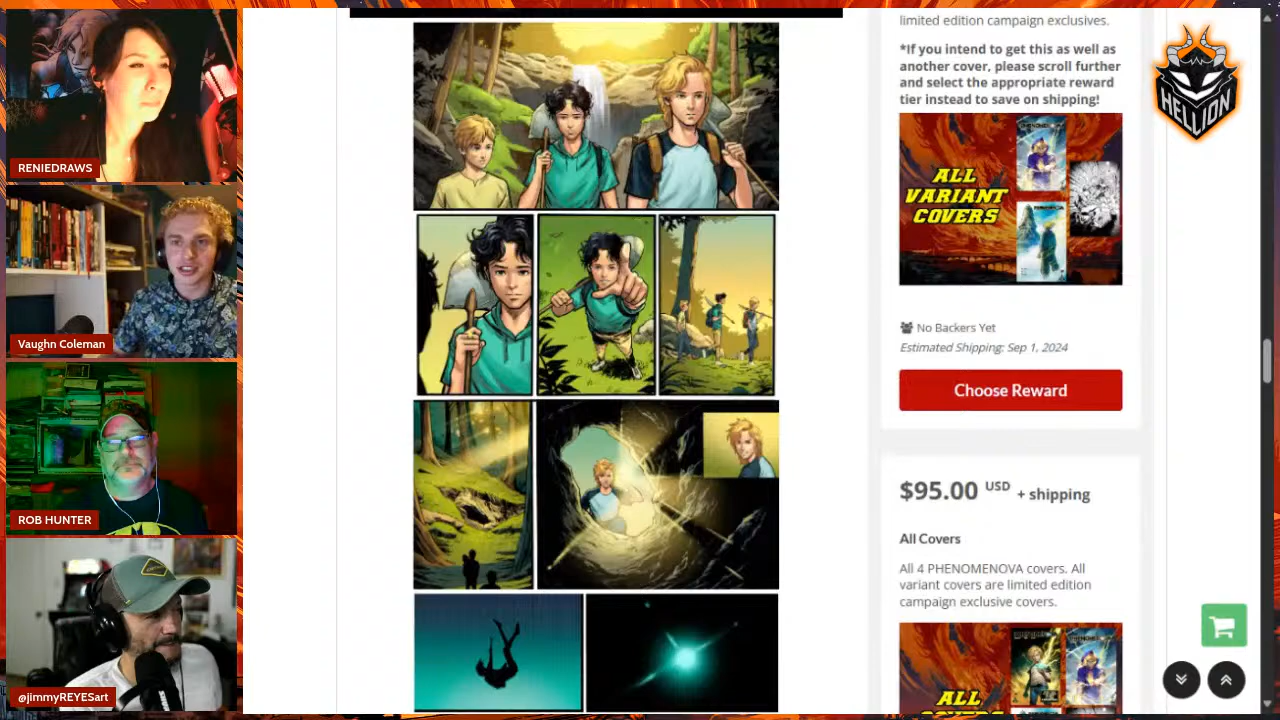 RENIEDRAWS
Vaughn Coleman
ROB HUNTER
@jimmyREYESart
limited edition campaign exclusives.
*If you intend to get this as well as
another cover, please scroll further
and select the appropriate reward
tier instead to save on shipping!
ALL
VARIANT
COVERS
No Backers Yet
Estimated Shipping: Sep 1, 2024
Choose Reward
$95.00 USD + shipping
All Covers
All 4 PHENOMENOVA covers. All
variant covers are limited edition
campaign exclusive covers.
ALL
HELLION